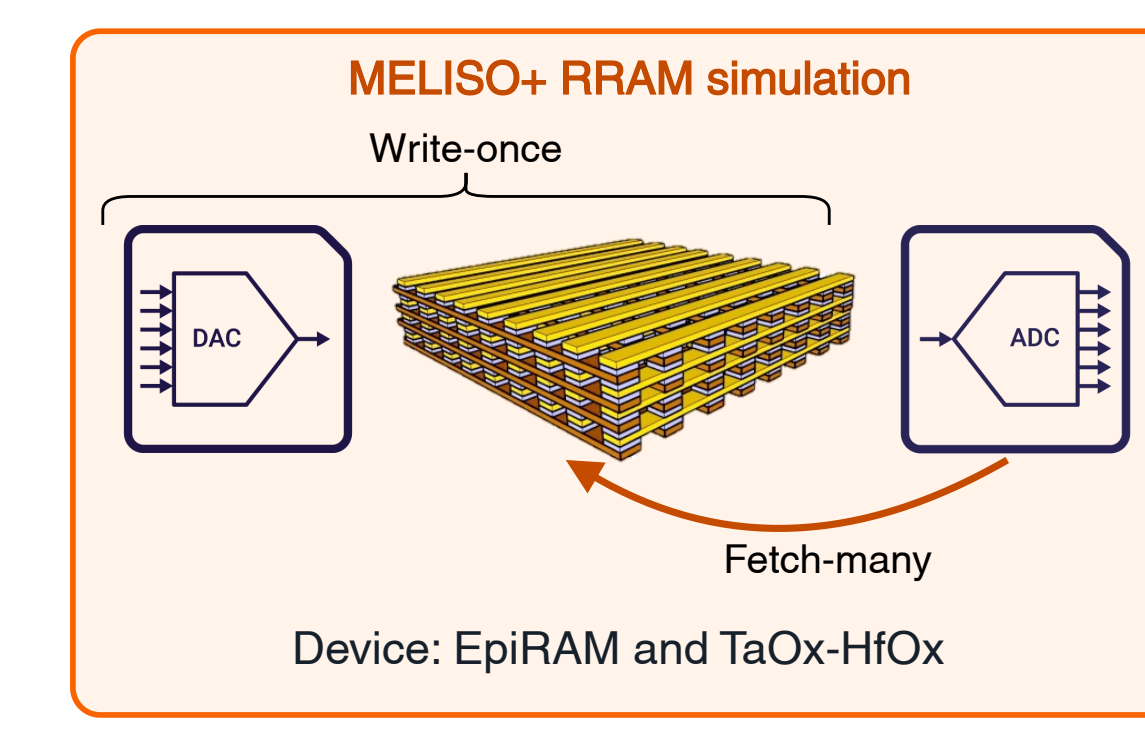 MELISO+ RRAM simulation
Write-once
DAC
ADC
Fetch-many
Device: EpiRAM and TaOx-HfOx